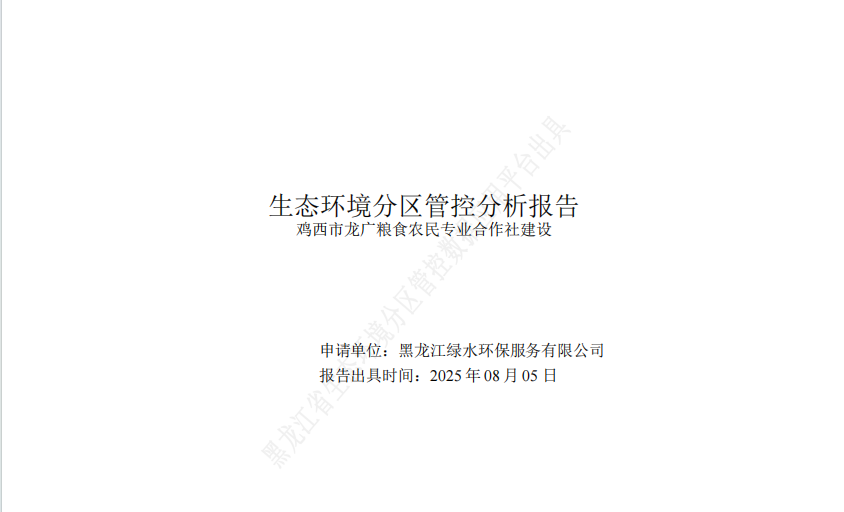 生态环境分区管控分析报告
鸡西市龙广粮食农民专业合作社建设
申请单位：黑龙江绿水环保服务有限公司
报告出具时间：2025年08月05日